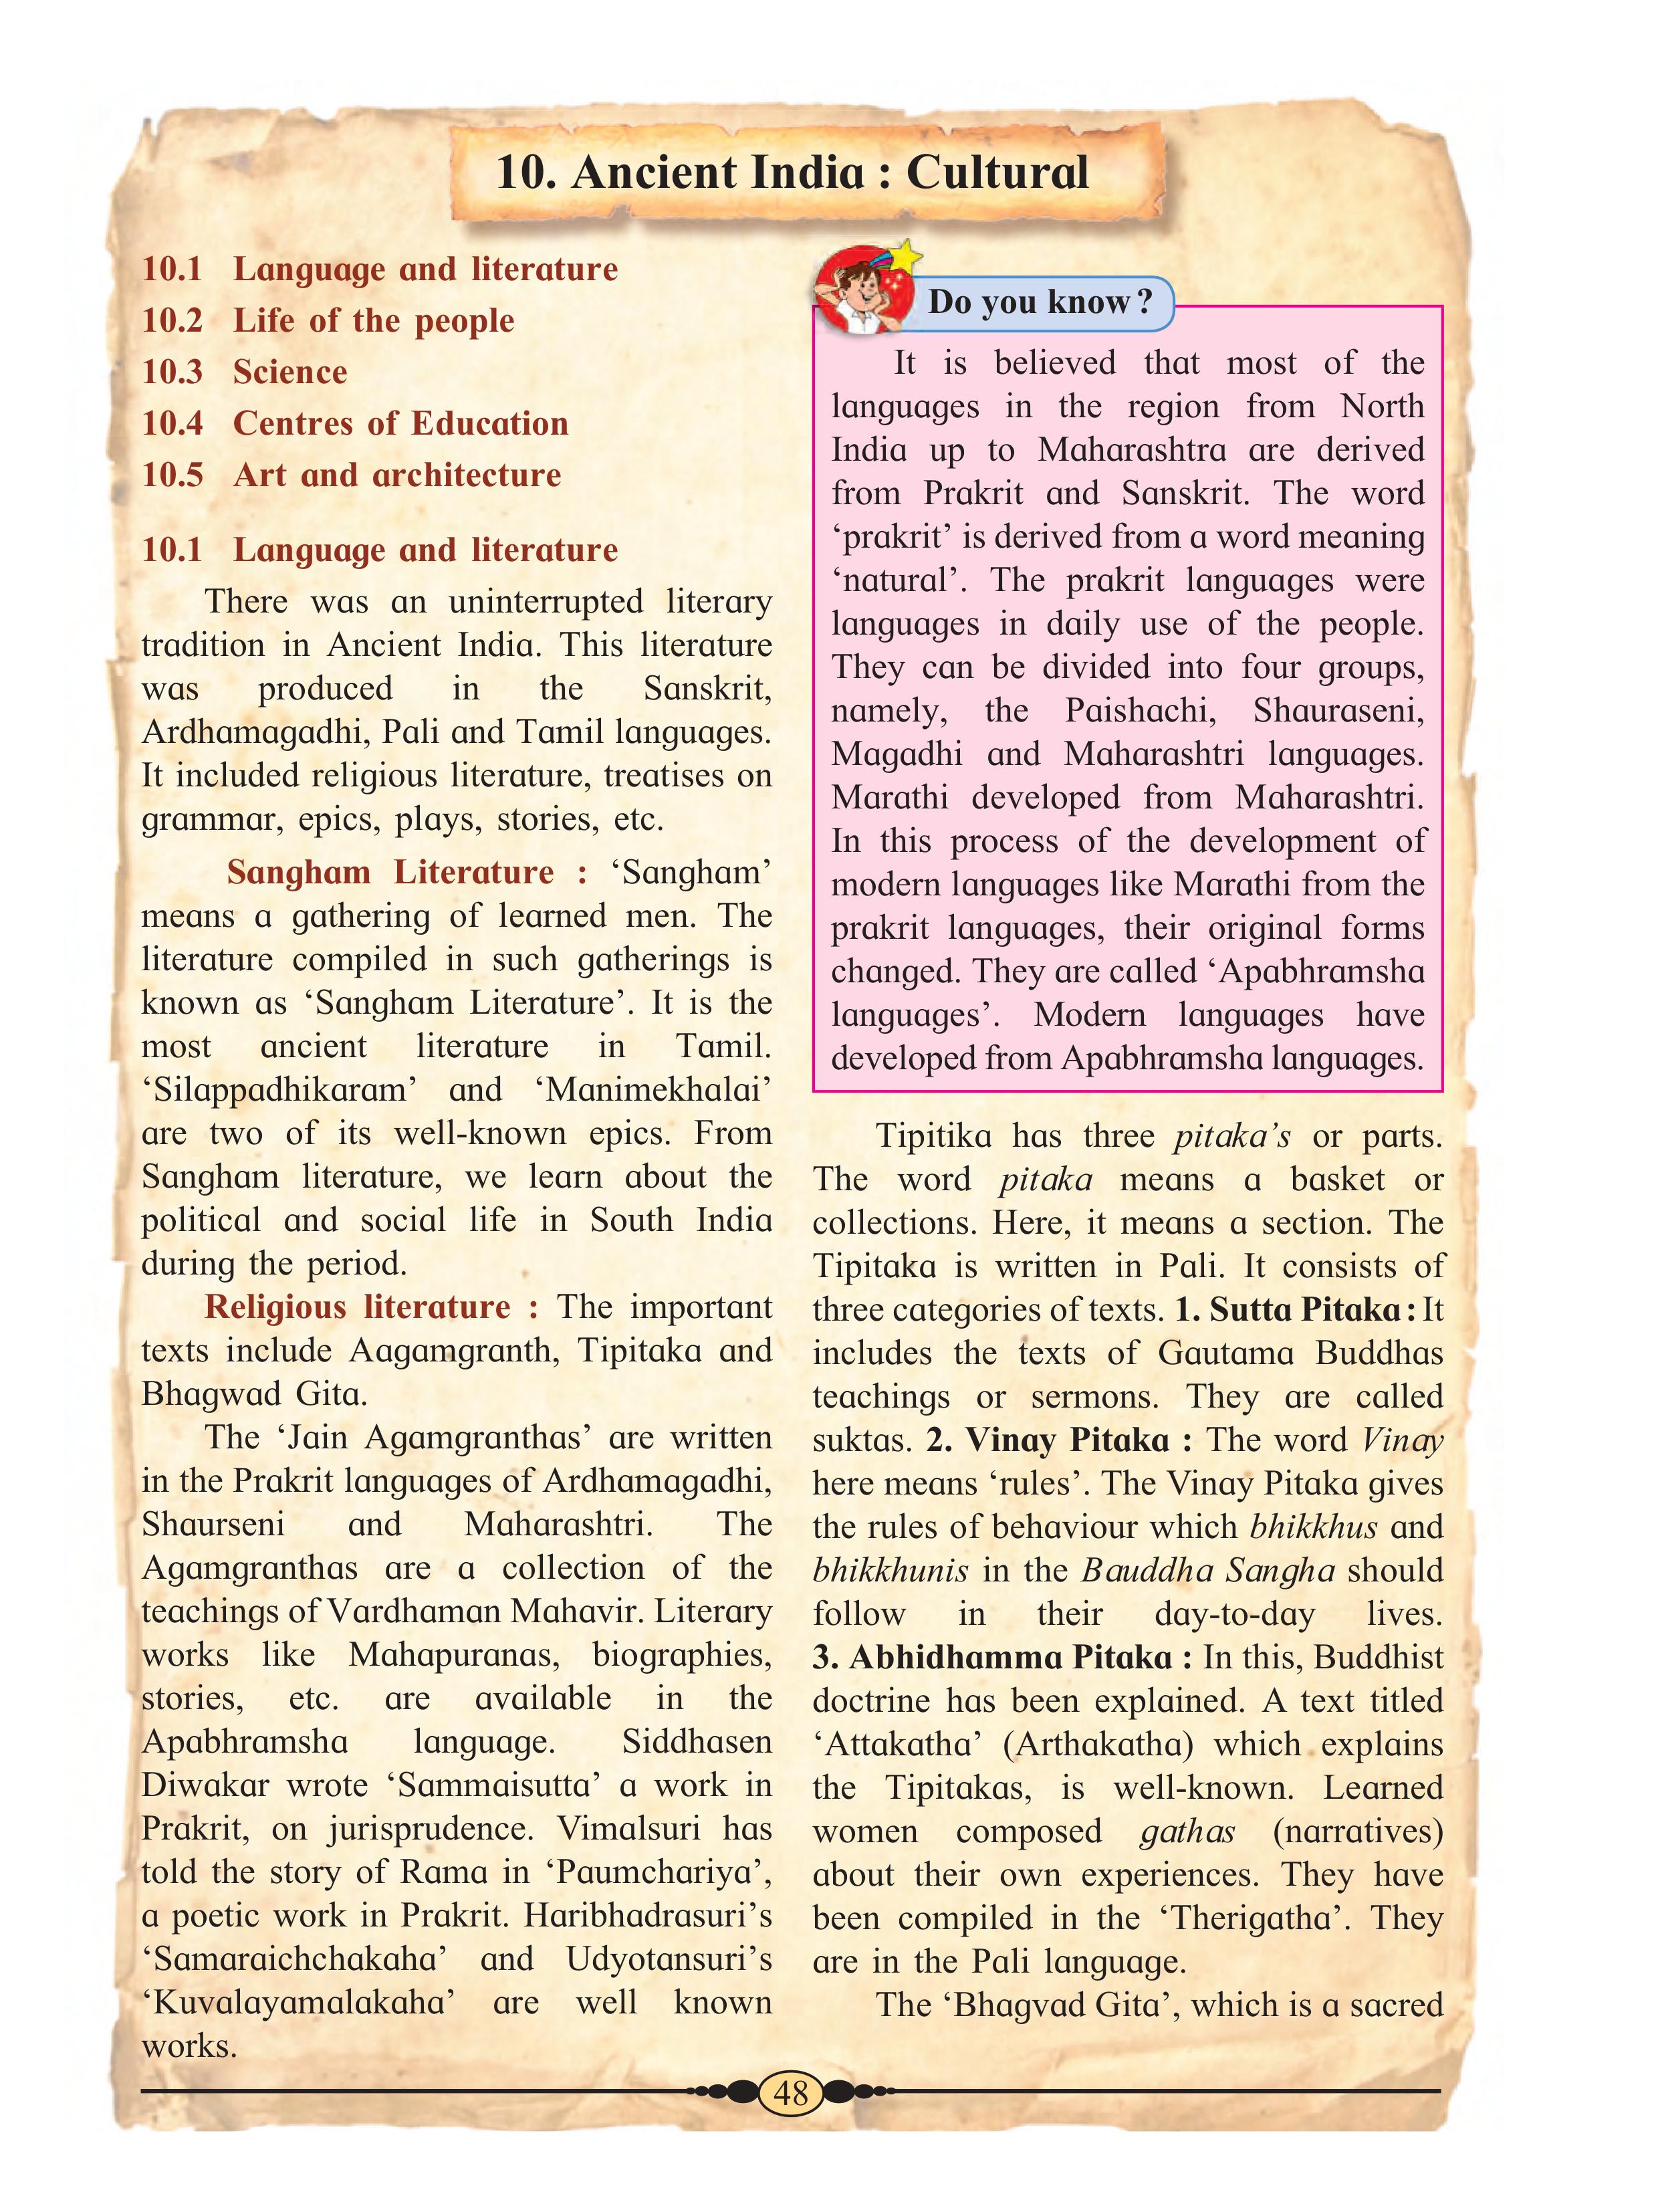 10. Ancient India : Cultural
10.1 Language and literature
10.2 Life of the people
10.3 Science
10.4 Centres of Education
10.5 Art and architecture
10.1 Language and literature
There was an uninterrupted literary
tradition in Ancient India. This literature
was produced in the Sanskrit,
Ardhamagadhi, Pali and Tamil languages.
It included religious literature, treatises on
grammar, epics, plays, stories, etc.
Sangham Literature : ‘Sangham’
means a gathering of learned men. The
literature compiled in such gatherings is
known as ‘Sangham Literature’. It is the
most ancient literature in Tamil.
‘Silappadhikaram’ and ‘Manimekhalai’
are two of its well-known epics. From
Sangham literature, we learn about the
political and social life in South India
during the period.
Religious literature : The important
texts include Aagamgranth, Tipitaka and
Bhagwad Gita.
The ‘Jain Agamgranthas’ are written
in the Prakrit languages of Ardhamagadhi,
Shaurseni and Maharashtri. The
Agamgranthas are a collection of the
teachings of Vardhaman Mahavir. Literary
works like Mahapuranas, biographies,
stories, etc. are available in the
Apabhramsha language. Siddhasen
Diwakar wrote ‘Sammaisutta’ a work in
Prakrit, on jurisprudence. Vimalsuri has
told the story of Rama in ‘Paumchariya’,
a poetic work in Prakrit. Haribhadrasuri’s
‘Samaraichchakaha’ and Udyotansuri’s
‘Kuvalayamalakaha’ are well known
works.
Do you know ?
It is believed that most of the
languages in the region from North
India up to Maharashtra are derived
from Prakrit and Sanskrit. The word
‘prakrit’ is derived from a word meaning
‘natural’. The prakrit languages were
languages in daily use of the people.
They can be divided into four groups,
namely, the Paishachi, Shauraseni,
Magadhi and Maharashtri languages.
Marathi developed from Maharashtri.
In this process of the development of
modern languages like Marathi from the
prakrit languages, their original forms
changed. They are called ‘Apabhramsha
languages’. Modern languages have
developed from Apabhramsha languages.
Tipitika has three pitaka’s or parts.
The word pitaka means a basket or
collections. Here, it means a section. The
Tipitaka is written in Pali. It consists of
three categories of texts. 1. Sutta Pitaka : It
includes the texts of Gautama Buddhas
teachings or sermons. They are called
suktas. 2. Vinay Pitaka : The word Vinay
here means ‘rules’. The Vinay Pitaka gives
the rules of behaviour which bhikkhus and
bhikkhunis in the Bauddha Sangha should
follow in their day-to-day lives.
3. Abhidhamma Pitaka : In this, Buddhist
doctrine has been explained. A text titled
‘Attakatha’ (Arthakatha) which explains
the Tipitakas, is well-known. Learned
women composed gathas (narratives)
about their own experiences. They have
been compiled in the ‘Therigatha’. They
are in the Pali language.
The ‘Bhagvad Gita’, which is a sacred
48